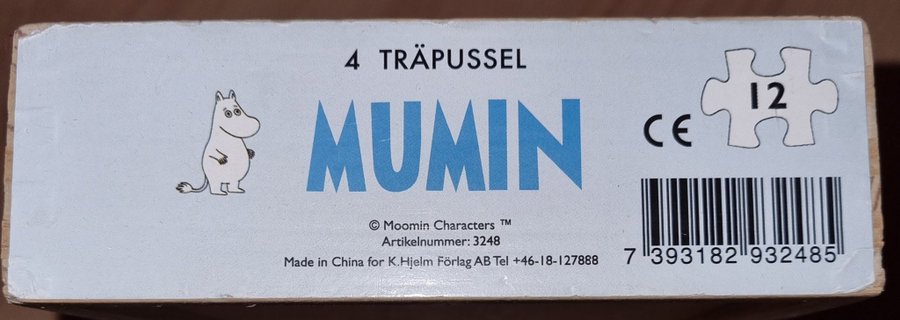 4 TRÄPUSSEL
MUMIN
12
CE
© Moomin Characters ™
Artikelnummer: 3248
Made in China for K.Hjelm Förlag AB Tel +46-18-127888
7 393182 932485